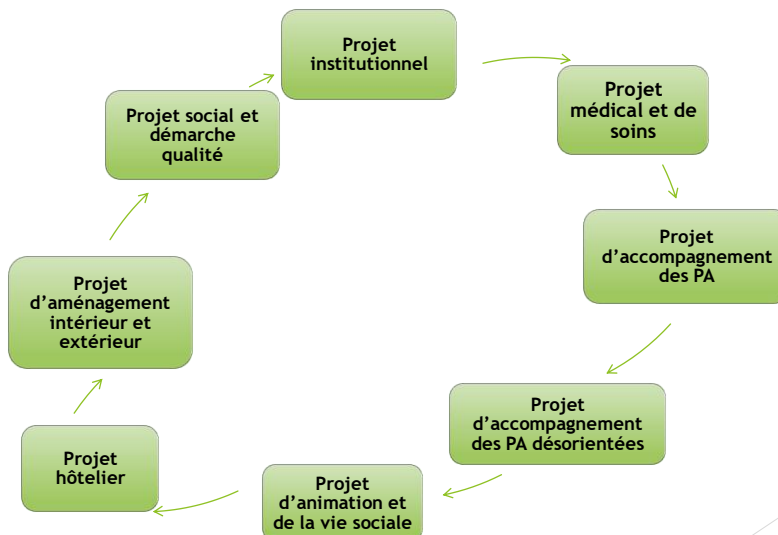 Projet
institutionnel
Projet
médical et de
soins
Projet
d'accompagnement
des PA
Projet
d'accompagnement
des PA désorientées
Projet
d'animation et
de la vie sociale
Projet
hôtelier
Projet
d'aménagement
intérieur et
extérieur
Projet social et
démarche
qualité